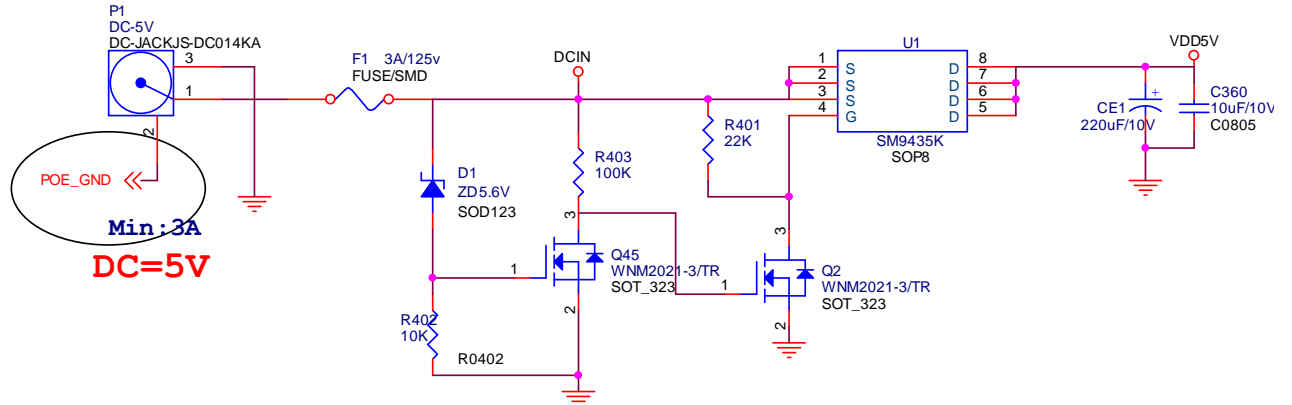 P1
DC-5V
DC-JACKJS-DC014KA
3
1
2
POE_GND
Min:3A
DC=5V
F1 3A/125v
FUSE/SMD
DCIN
D1
ZD5.6V
SOD123
R402
10K
R0402
R403
100K
3
1
2
Q45
WNM2021-3/TR
SOT_323
R401
22K
3
1
2
Q2
WNM2021-3/TR
SOT_323
U1
1 S D 8
2 S D 7
3 S D 6
4 G D 5
SM9435K
SOP8
VDD5V
+
CE1
220uF/10V
C360
10uF/10V
C0805